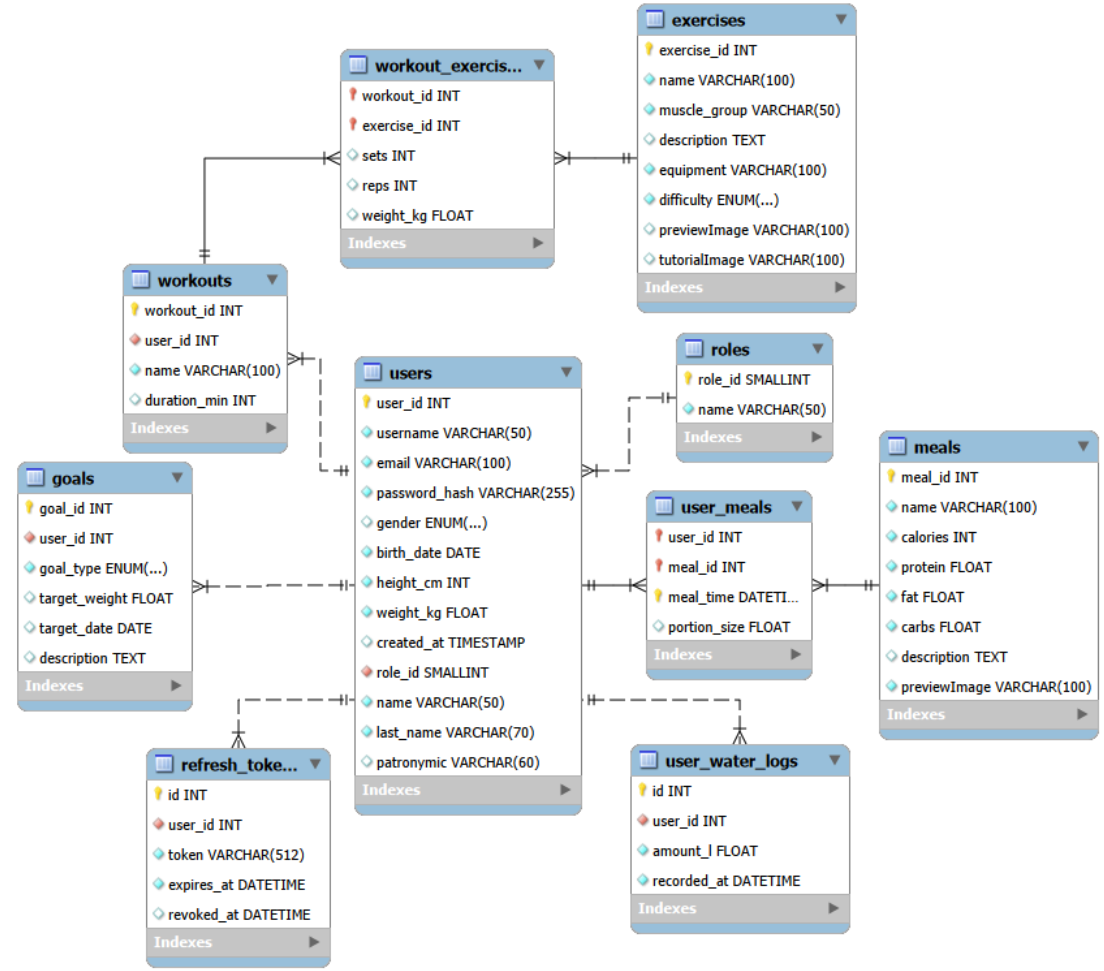 exercises
exercise_id INT
name VARCHAR(100)
muscle_group VARCHAR(50)
description TEXT
equipment VARCHAR(100)
difficulty ENUM(...)
previewImage VARCHAR(100)
tutorialImage VARCHAR(100)
Indexes
workout_exercis...
workout_id INT
exercise_id INT
sets INT
reps INT
weight_kg FLOAT
Indexes
workouts
workout_id INT
user_id INT
name VARCHAR(100)
duration_min INT
Indexes
roles
role_id SMALLINT
name VARCHAR(50)
Indexes
users
user_id INT
username VARCHAR(50)
email VARCHAR(100)
password_hash VARCHAR(255)
gender ENUM(...)
birth_date DATE
height_cm INT
weight_kg FLOAT
created_at TIMESTAMP
role_id SMALLINT
name VARCHAR(50)
last_name VARCHAR(70)
patronymic VARCHAR(60)
Indexes
meals
meal_id INT
name VARCHAR(100)
calories INT
protein FLOAT
fat FLOAT
carbs FLOAT
description TEXT
previewImage VARCHAR(100)
Indexes
goals
goal_id INT
user_id INT
goal_type ENUM(...)
target_weight FLOAT
target_date DATE
description TEXT
Indexes
user_meals
user_id INT
meal_id INT
meal_time DATETI...
portion_size FLOAT
Indexes
refresh_toke...
id INT
user_id INT
token VARCHAR(512)
expires_at DATETIME
revoked_at DATETIME
Indexes
user_water_logs
id INT
user_id INT
amount_l FLOAT
recorded_at DATETIME
Indexes